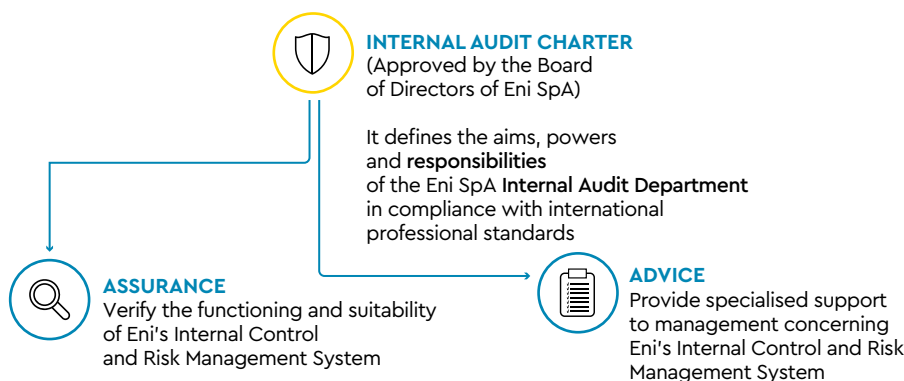 INTERNAL AUDIT CHARTER
(Approved by the Board
of Directors of Eni SpA)
It defines the aims, powers
and responsibilities
of the Eni SpA Internal Audit Department
in compliance with international
professional standards
ASSURANCE
Verify the functioning and suitability
of Eni's Internal Control
and Risk Management System
ADVICE
Provide specialised support
to management concerning
Eni's Internal Control and Risk
Management System